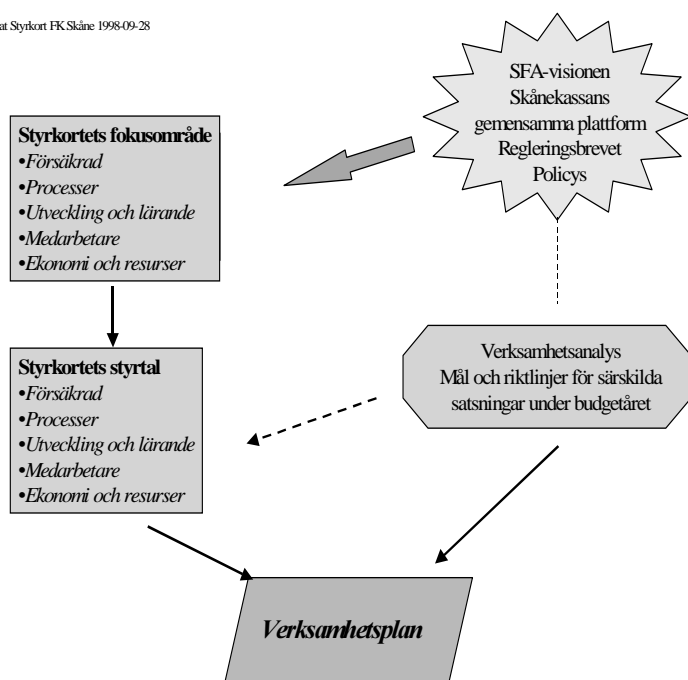 at Styrkort FK Skåne 1998-09-28
SFA-visionen
Skånekassans
gemensamma plattform
Regleringsbrevet
Policys
Styrkortets fokusområde
•Försäkrad
•Processer
•Utveckling och lärande
•Medarbetare
•Ekonomi och resurser
Styrkortets styrtal
•Försäkrad
•Processer
•Utveckling och lärande
•Medarbetare
•Ekonomi och resurser
Verksamhetsanalys
Mål och riktlinjer för särskilda
satsningar under budgetåret
Verksamhetsplan